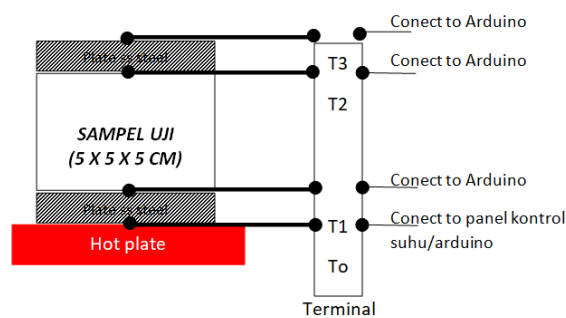 Conect to Arduino
Plate ss steel
T3
Conect to Arduino
T2
SAMPEL UJI
(5 X 5 X 5 CM)
Conect to Arduino
Plate ss steel
T1
Conect to panel kontrol
suhu/arduino
Hot plate
To
Terminal